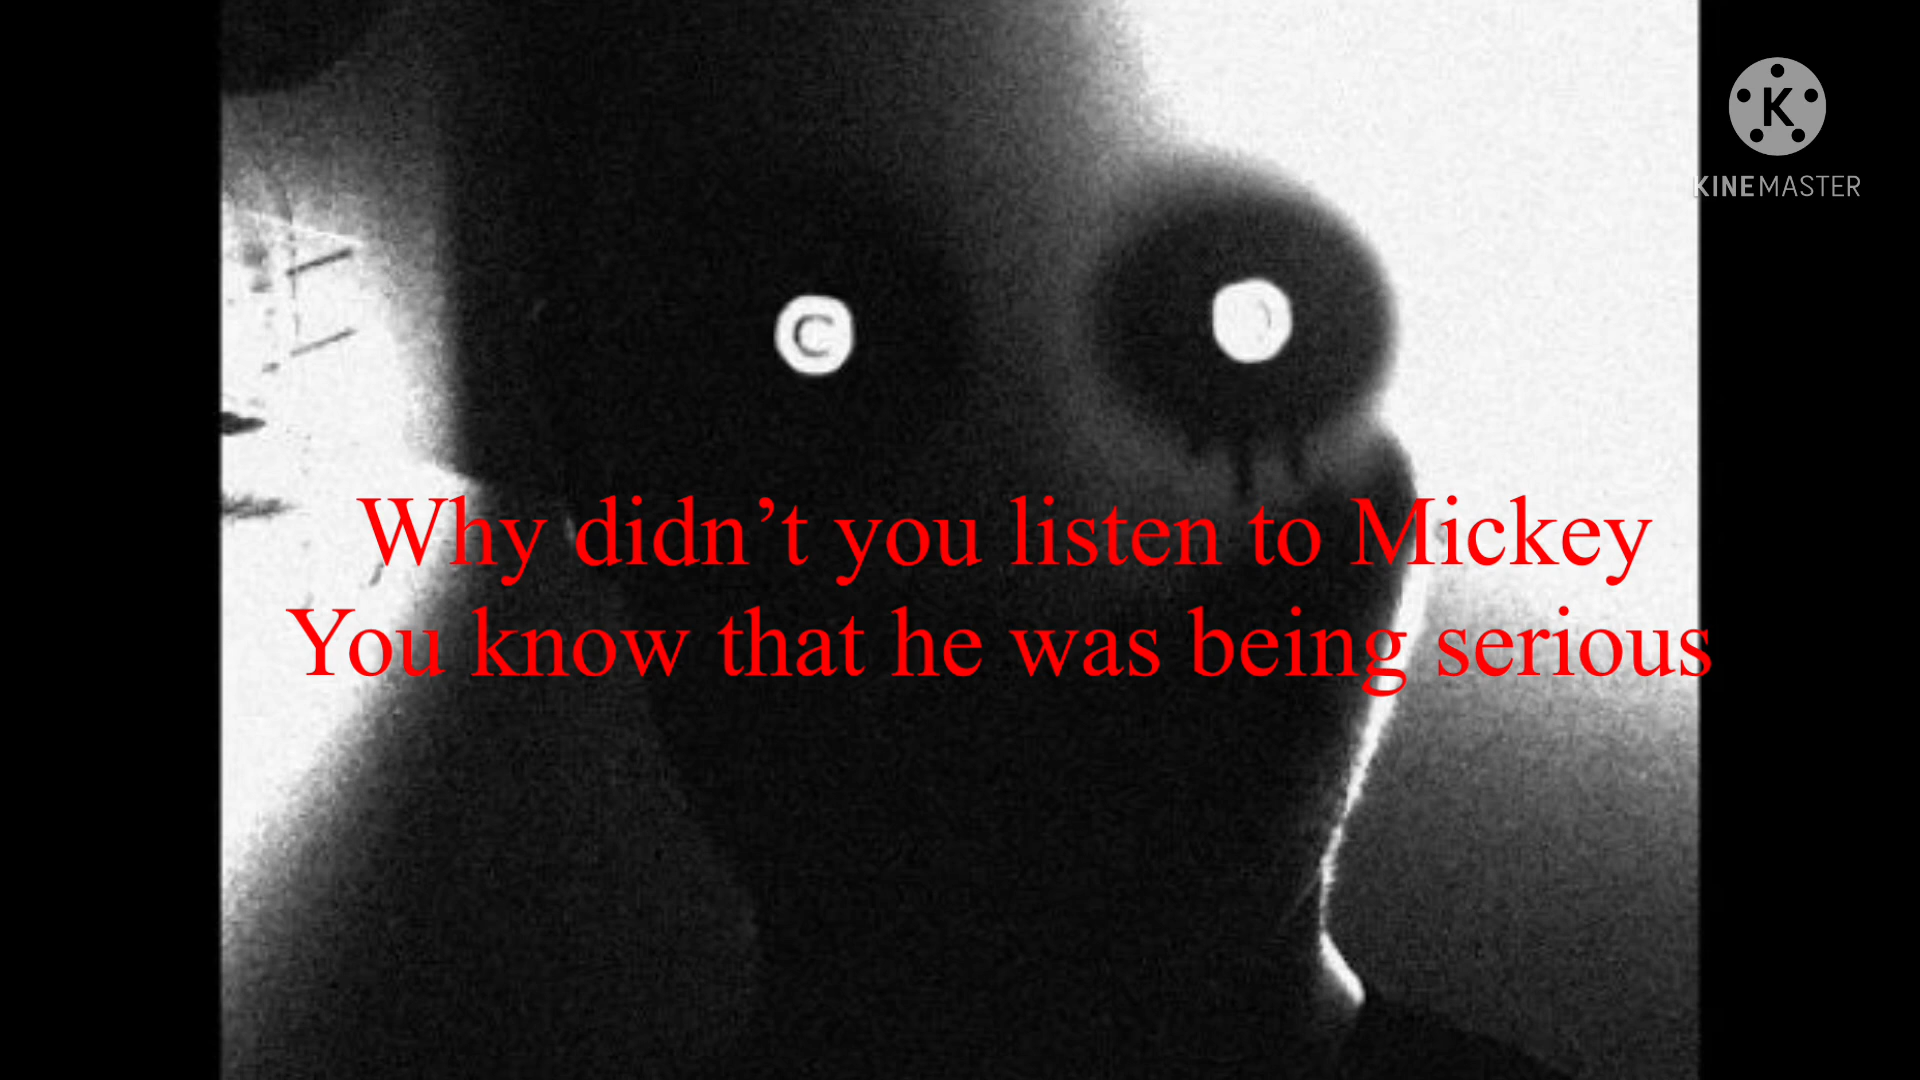 KINEMASTER
Why didn’t you listen to Mickey
You know that he was being serious